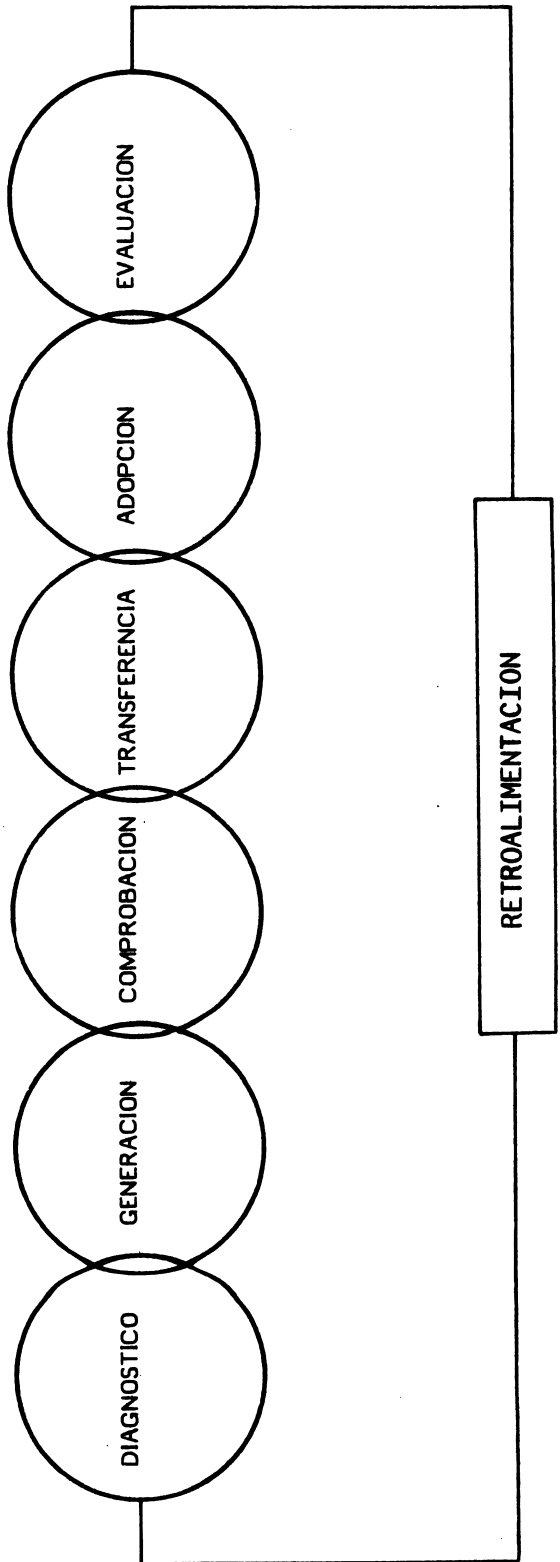 DIAGNOSTICO
GENERACION
COMPROBACION
TRANSFERENCIA
ADOPCION
EVALUACION
RETROALIMENTACION